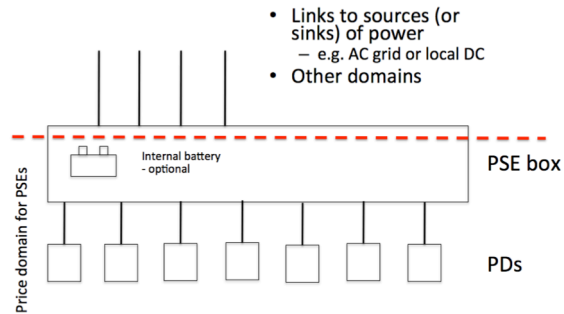 • Links to sources (or
sinks) of power
– e.g. AC grid or local DC
• Other domains
Internal battery
- optional
PSE box
Price domain for PSEs
PDs